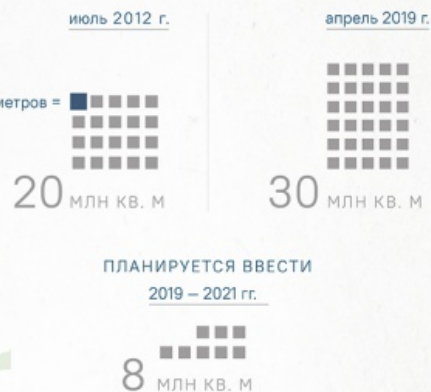 июль 2012 г.
апрель 2019 г.
метров =
20 млн кв. м
30 млн кв. м
ПЛАНИРУЕТСЯ ВВЕСТИ
2019 – 2021 гг.
8 млн кв. м